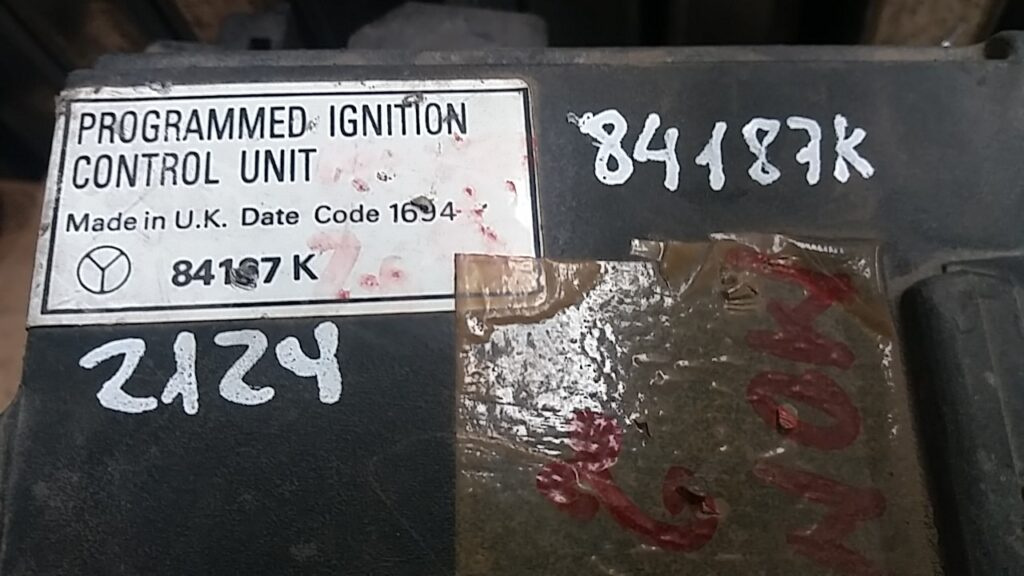 PROGRAMMED IGNITION
CONTROL UNIT
Made in U.K. Date Code 1694
84187 K
84187K
2124